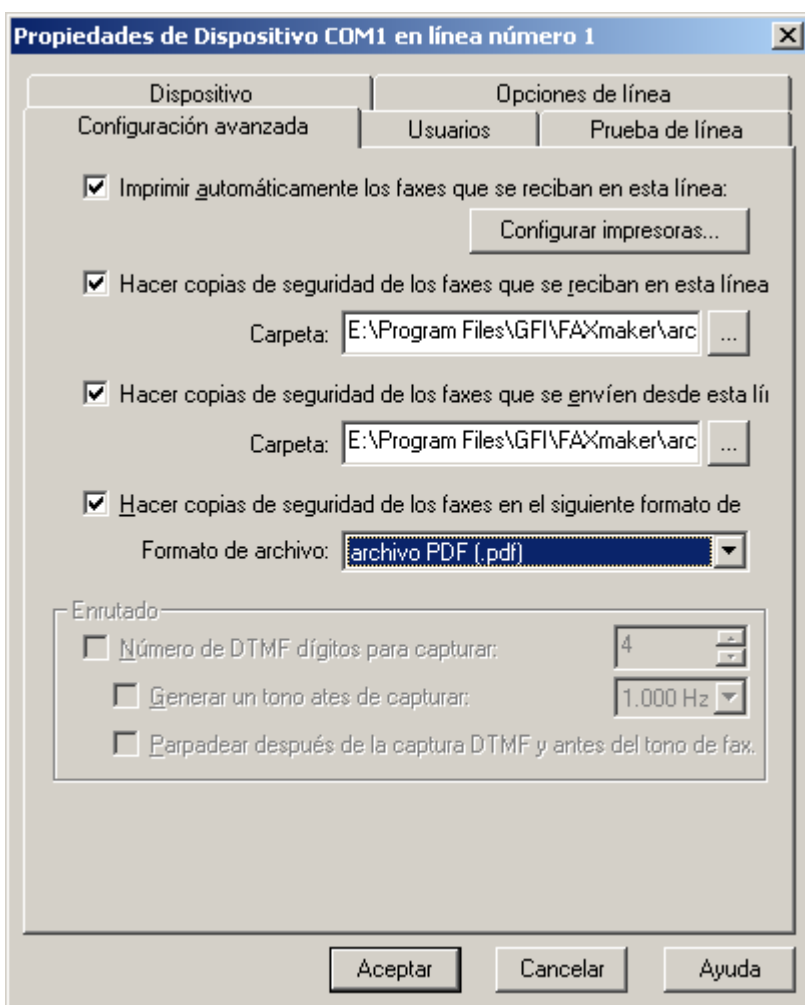 Propiedades de Dispositivo COM1 en línea número 1
Dispositivo
Opciones de línea
Configuración avanzada
Usuarios
Prueba de línea
Imprimir automáticamente los faxes que se reciban en esta línea:
Configurar impresoras...
Hacer copias de seguridad de los faxes que se reciban en esta línea
Carpeta: E:\Program Files\GFI\FAXmaker\arc ...
Hacer copias de seguridad de los faxes que se envíen desde esta lí
Carpeta: E:\Program Files\GFI\FAXmaker\arc ...
Hacer copias de seguridad de los faxes en el siguiente formato de
Formato de archivo: archivo PDF (.pdf)
Enrutado
Número de DTMF dígitos para capturar: 4
Generar un tono ates de capturar: 1.000 Hz
Parpadear después de la captura DTMF y antes del tono de fax.
Aceptar
Cancelar
Ayuda